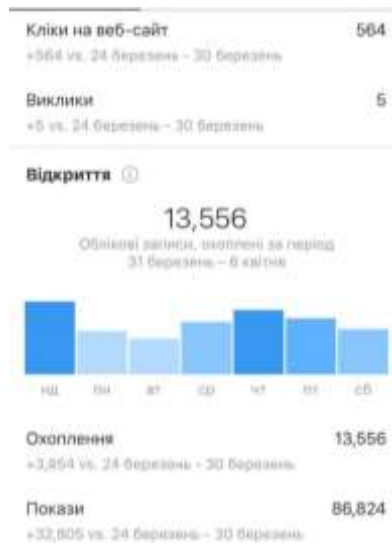 Кліки на веб-сайт 564
+564 vs. 24 березень - 30 березень
Виклики 5
+5 vs. 24 березень - 30 березень
Відкриття
13,556
Облікові записи, охоплені за період
31 березень – 6 квітня
нд пн вт ср чт пт сб
Охоплення 13,556
+3,954 vs. 24 березень - 30 березень
Покази 86,824
+32,605 vs. 24 березень - 30 березень